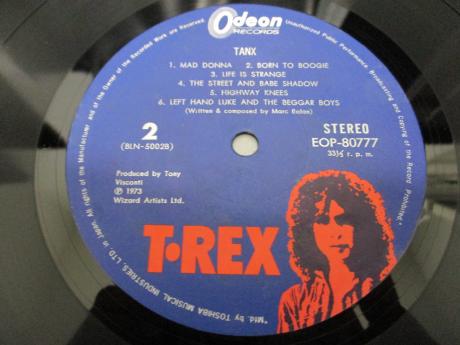 Odeon
RECORDS
TANX
1. MAD DONNA 2. BORN TO BOOGIE
3. LIFE IS STRANGE
4. THE STREET AND BABE SHADOW
5. HIGHWAY KNEES
6. LEFT HAND LUKE AND THE BEGGAR BOYS
(Written & composed by Marc Bolan)
2
(BLN-5002B)
STEREO
EOP-80777
33⅓ r. p. m.
Produced by Tony
Visconti
℗ 1973
Wizard Artists Ltd.
T•REX
"Mfd. by TOSHIBA MUSICAL INDUSTRIES, LTD. in Japan. All rights of the Manufacturer and of the Owner of the Recorded Work Reserved. Unauthorized Public Performance, Broadcasting and Copying of the Record Prohibited."